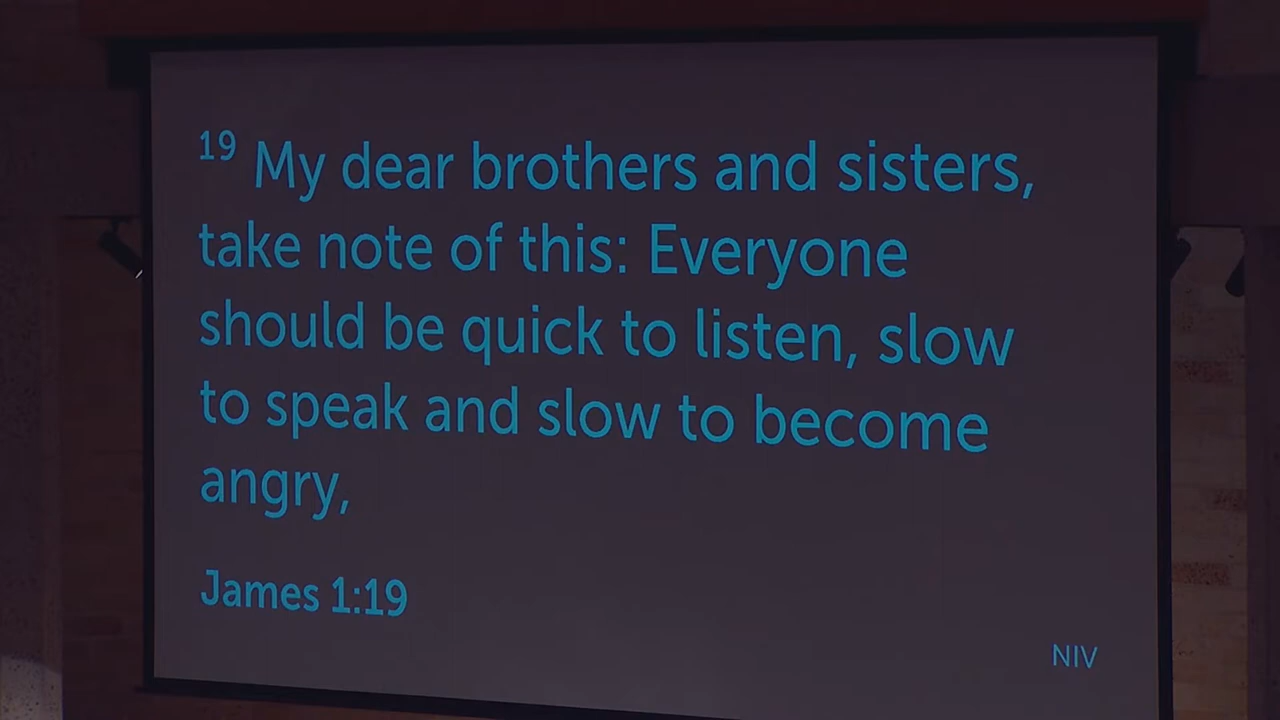 19 My dear brothers and sisters,
take note of this: Everyone
should be quick to listen, slow
to speak and slow to become
angry,
James 1:19
NIV